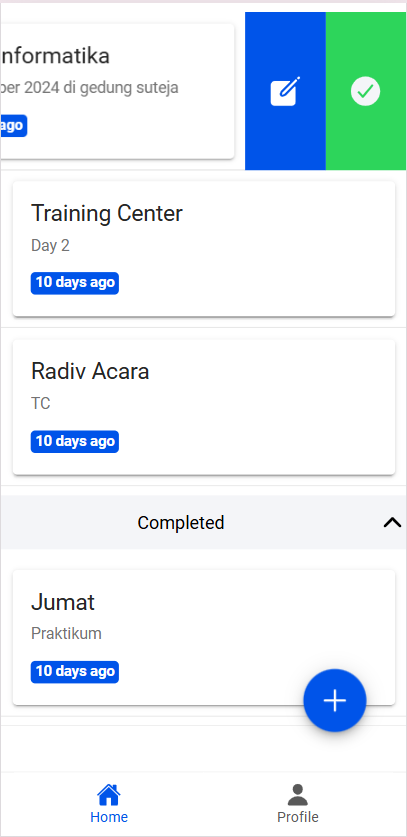 nformatika
ber 2024 di gedung suteja
ago
Training Center
Day 2
10 days ago
Radiv Acara
TC
10 days ago
Completed
Jumat
Praktikum
10 days ago
Home
Profile